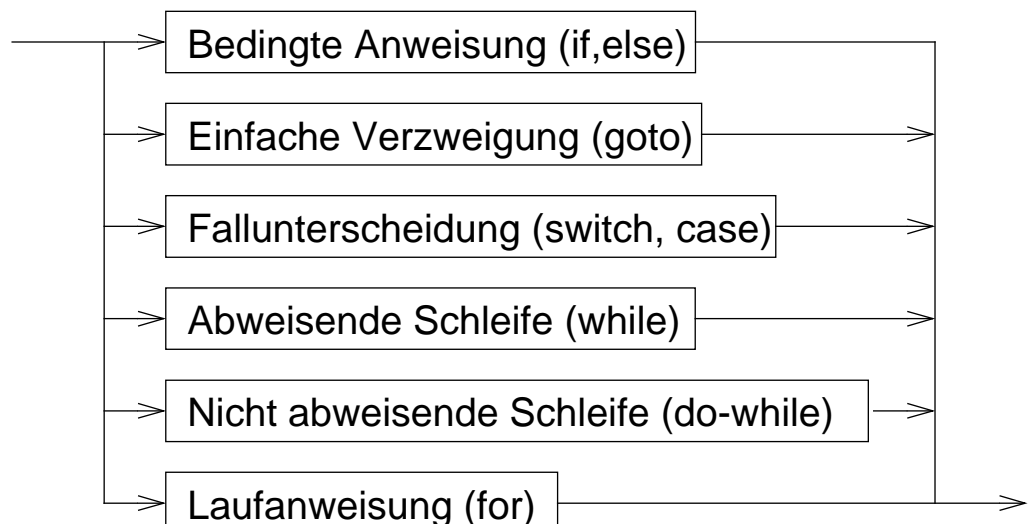 Bedingte Anweisung (if,else)
Einfache Verzweigung (goto)
Fallunterscheidung (switch, case)
Abweisende Schleife (while)
Nicht abweisende Schleife (do-while)
Laufanweisung (for)